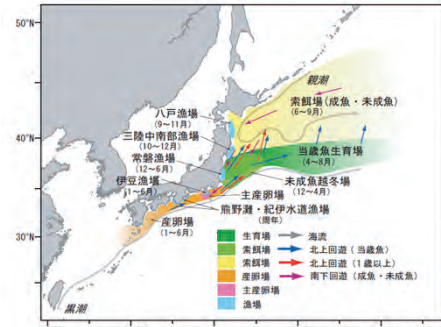 50°N
40°N
30°N
親潮
索餌場(成魚・未成魚)
(6〜9月)
八戸漁場
(9〜11月)
三陸中南部漁場
(10〜12月)
常磐漁場
(12〜6月)
伊豆漁場
(1〜6月)
当歳魚生育場
(4〜8月)
未成魚越冬場
(12〜4月)
主産卵場
熊野灘・紀伊水道漁場
(周年)
産卵場
(1〜6月)
黒潮
生育場
索餌場
索餌場
産卵場
主産卵場
漁場
海流
北上回遊(当歳魚)
北上回遊(1歳以上)
南下回遊(成魚・未成魚)